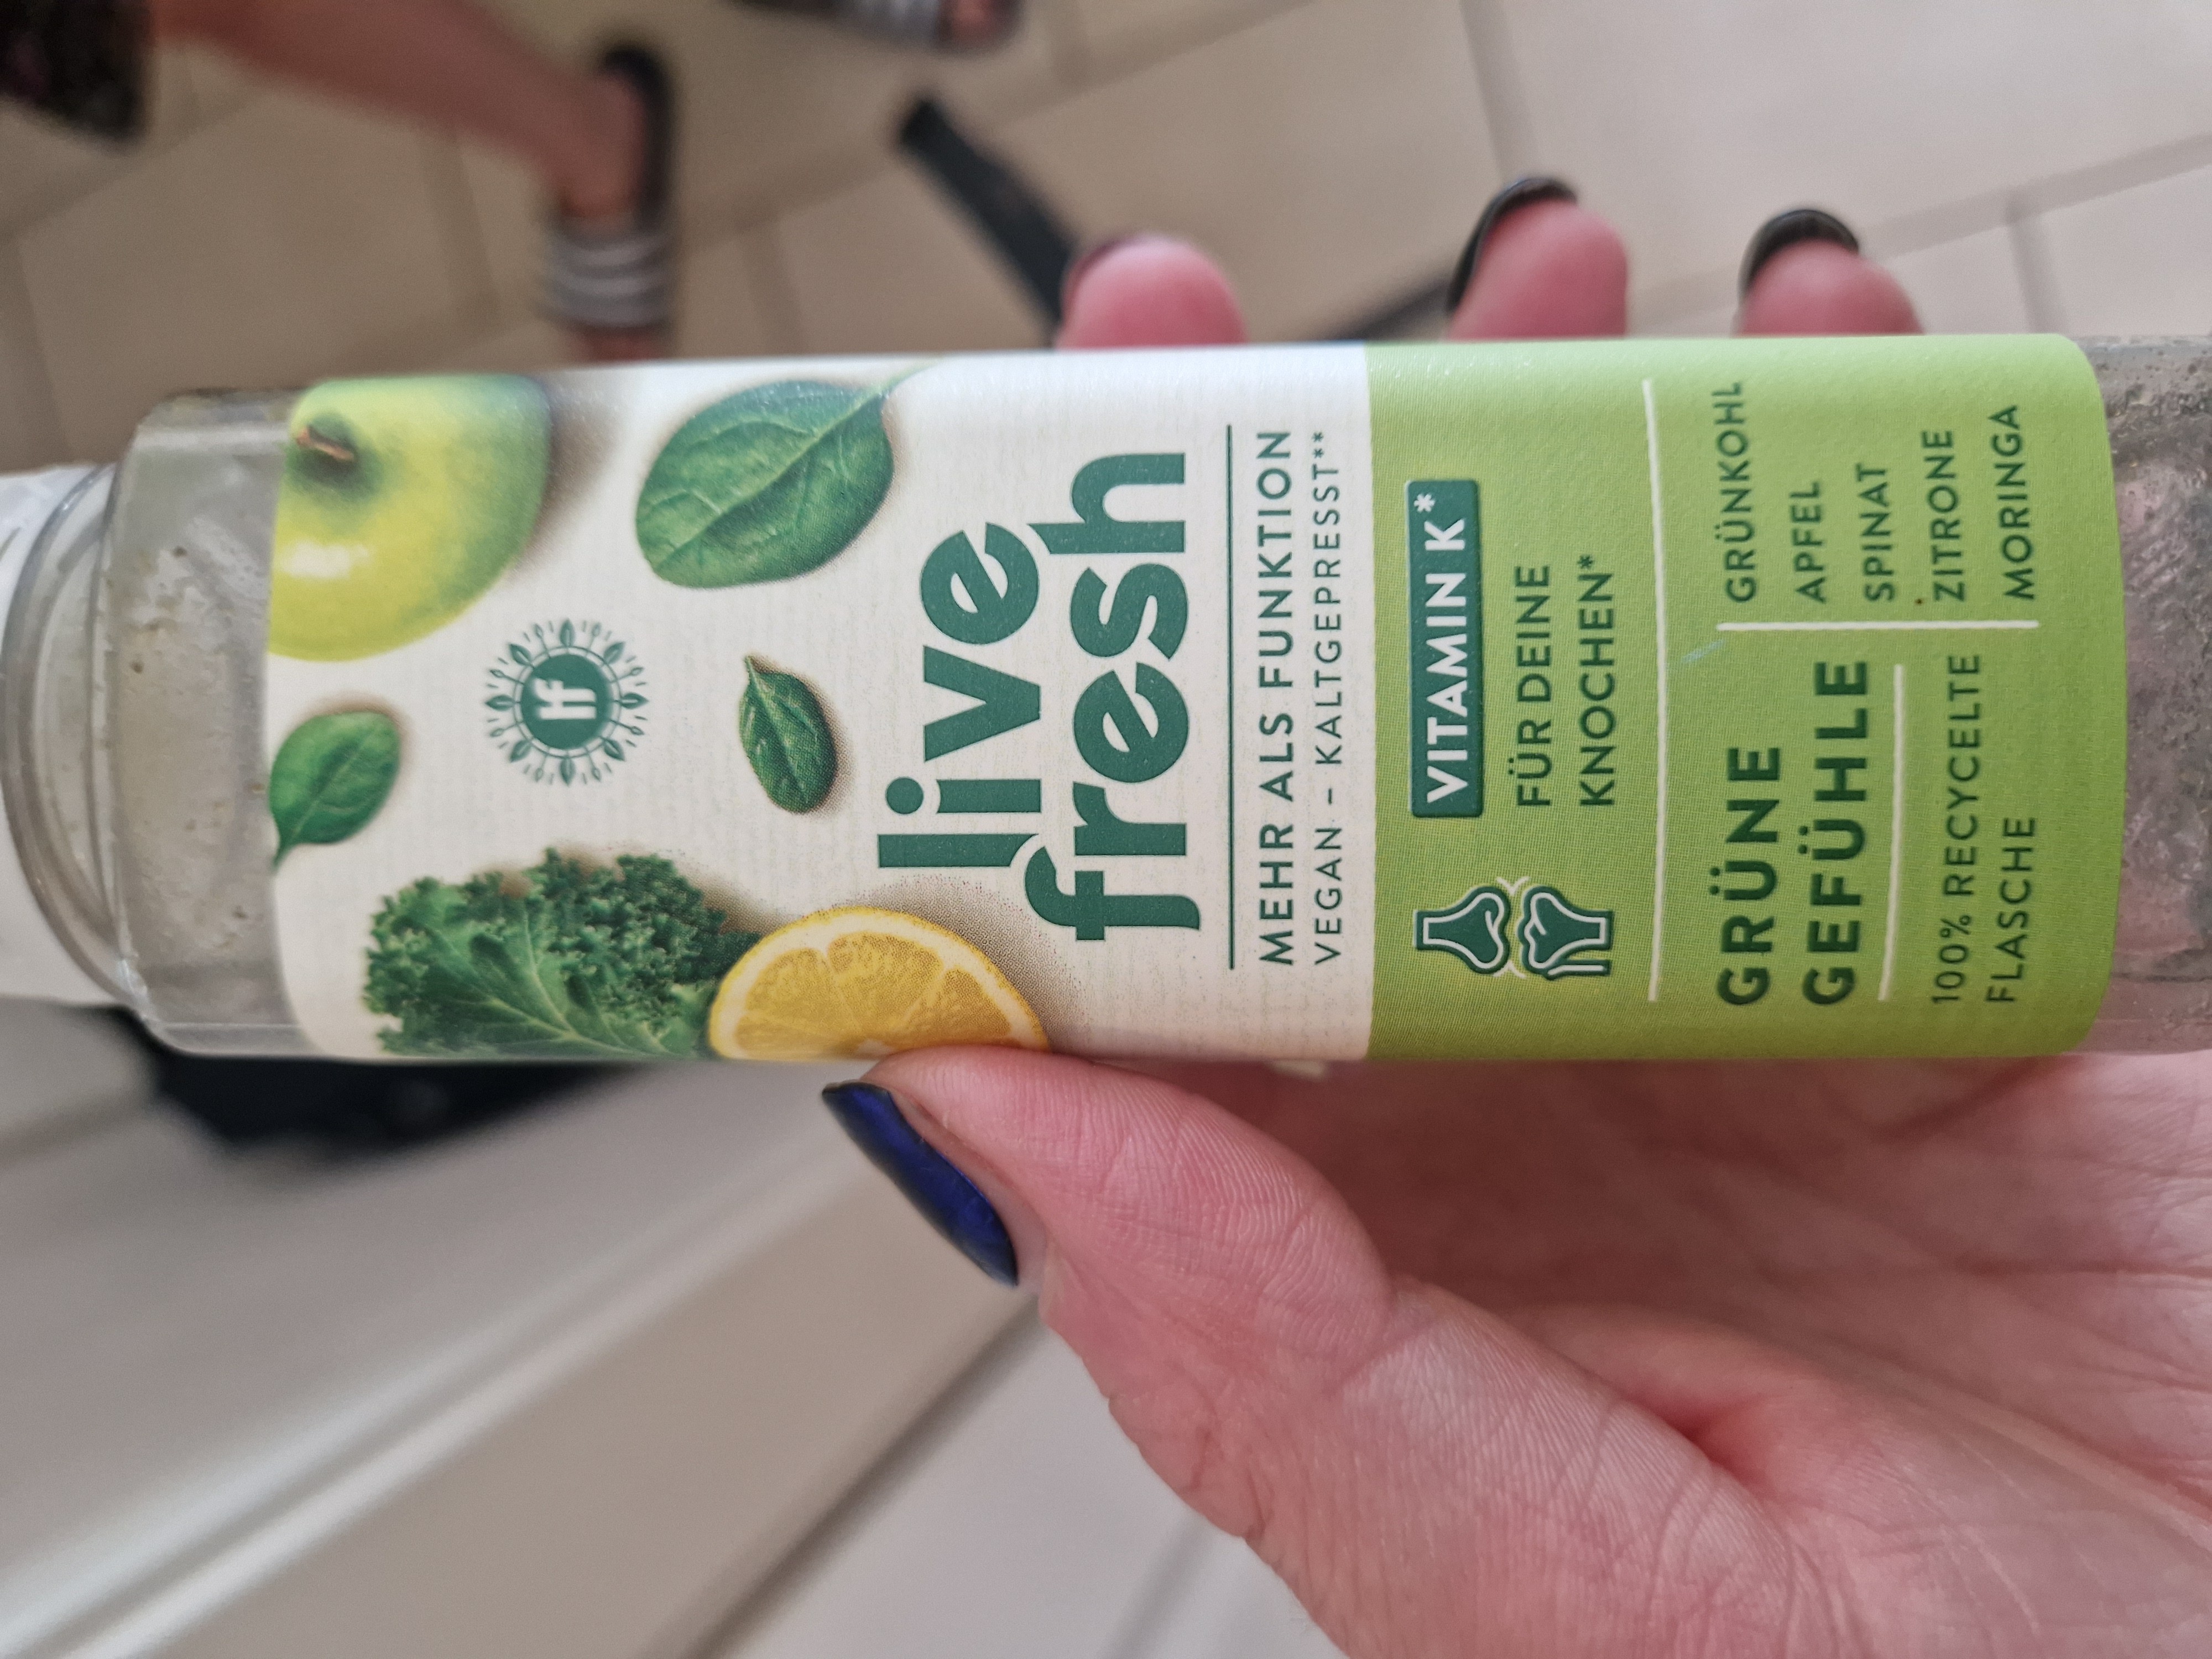 lf
live
fresh
MEHR ALS FUNKTION
VEGAN - KALTGEPRESST**
VITAMIN K*
FÜR DEINE
KNOCHEN*
GRÜNE
GEFÜHLE
100% RECYCELTE
FLASCHE
GRÜNKOHL
APFEL
SPINAT
ZITRONE
MORINGA